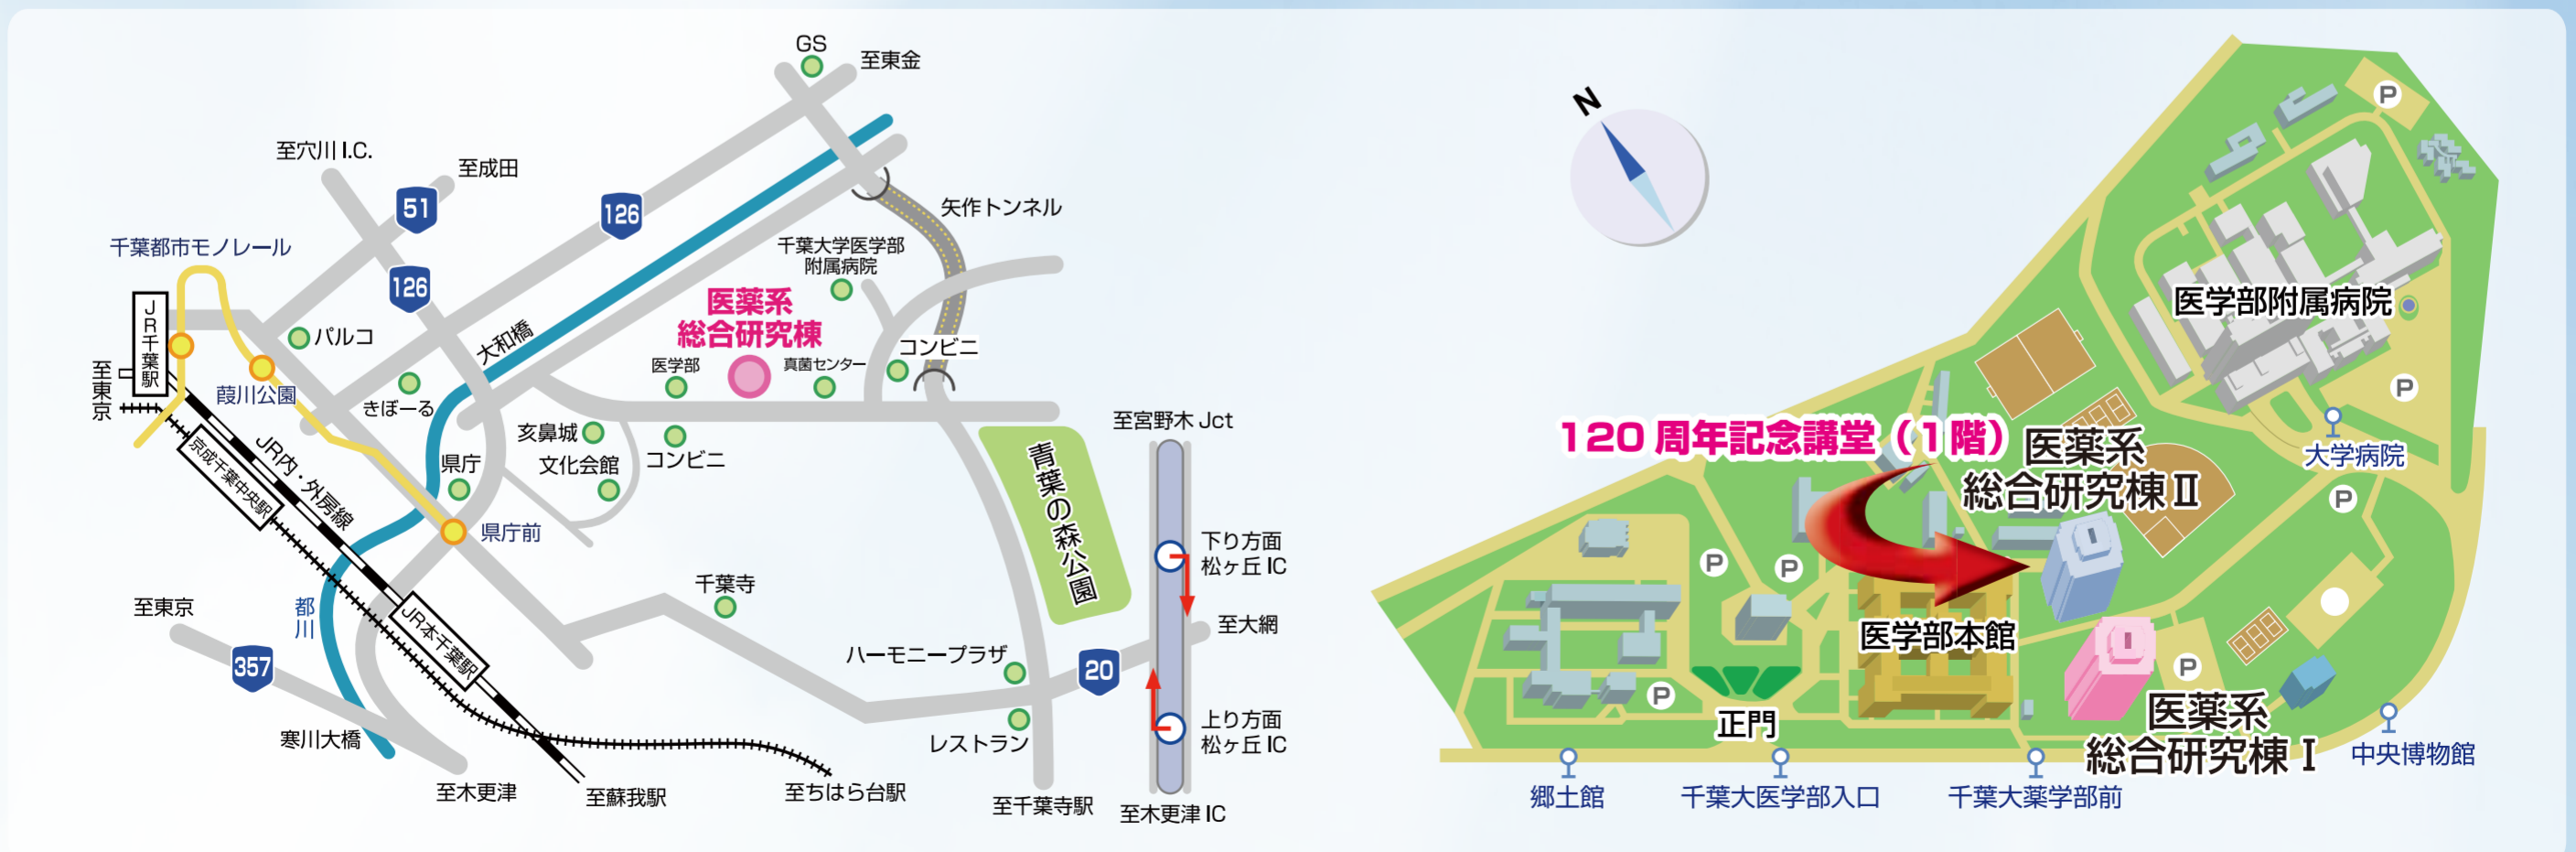 GS
至東金
至穴川 I.C.
至成田
51
126
矢作トンネル
千葉都市モノレール
千葉大学医学部
附属病院
126
医薬系
総合研究棟
JR千葉駅
パルコ
大和橋
コンビニ
医学部
真菌センター
至東京
葭川公園
きぼーる
亥鼻城
文化会館
コンビニ
県庁
JR内・外房線
京成千葉中央駅
県庁前
青葉の森公園
至宮野木 Jct
下り方面
松ヶ丘 IC
千葉寺
至東京
都川
JR本千葉駅
至大網
357
ハーモニープラザ
20
寒川大橋
レストラン
上り方面
松ヶ丘 IC
至木更津
至蘇我駅
至ちはら台駅
至千葉寺駅
至木更津 IC
N
P
医学部附属病院
P
120 周年記念講堂（1階）
医薬系
総合研究棟Ⅱ
大学病院
P
P
P
医学部本館
P
P
正門
医薬系
総合研究棟Ⅰ
中央博物館
郷土館
千葉大医学部入口
千葉大薬学部前